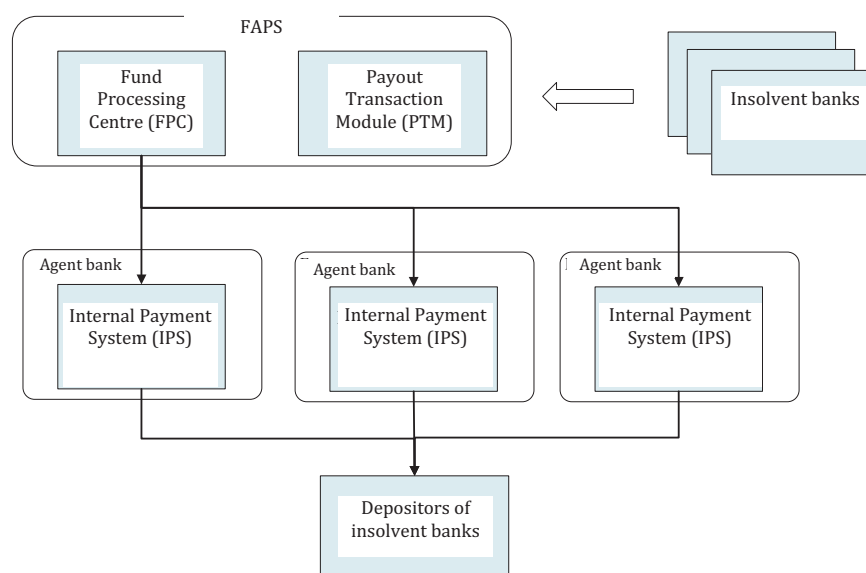 FAPS
Fund
Processing
Centre (FPC)
Payout
Transaction
Module (PTM)
Insolvent banks
Agent bank
Internal Payment
System (IPS)
Agent bank
Internal Payment
System (IPS)
Agent bank
Internal Payment
System (IPS)
Depositors of
insolvent banks